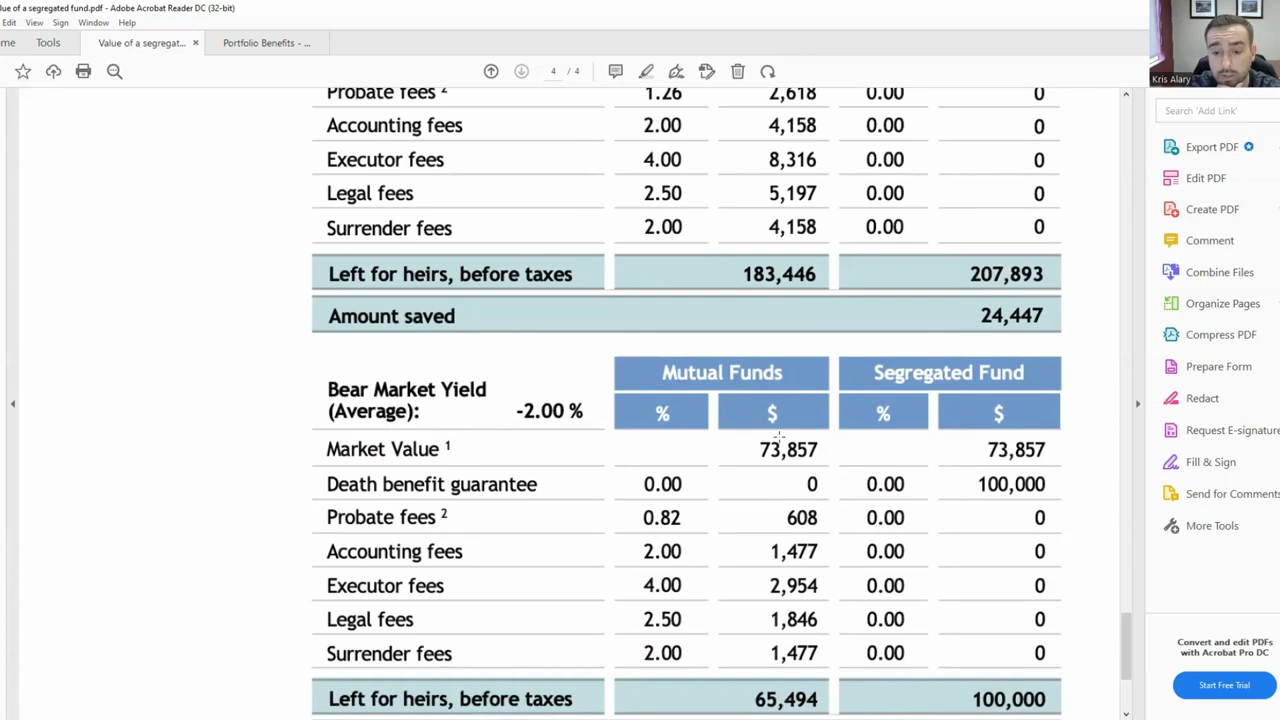 alue of a segregated fund.pdf - Adobe Acrobat Reader DC (32-bit)
Edit View Sign Window Help
me Tools Value of a segregat... × Portfolio Benefits - ...
4 / 4
Kris Alary
Search 'Add Link'
Export PDF
Edit PDF
Create PDF
Comment
Combine Files
Organize Pages
Compress PDF
Prepare Form
Redact
Request E-signature
Fill & Sign
Send for Comments
More Tools
Convert and edit PDFs
with Acrobat Pro DC
Start Free Trial
Probate fees 2 1.26 2,618 0.00 0
Accounting fees 2.00 4,158 0.00 0
Executor fees 4.00 8,316 0.00 0
Legal fees 2.50 5,197 0.00 0
Surrender fees 2.00 4,158 0.00 0
Left for heirs, before taxes 183,446 207,893
Amount saved 24,447
Mutual Funds Segregated Fund
Bear Market Yield
(Average): -2.00 % % $ % $
Market Value 1 73,857 73,857
Death benefit guarantee 0.00 0 0.00 100,000
Probate fees 2 0.82 608 0.00 0
Accounting fees 2.00 1,477 0.00 0
Executor fees 4.00 2,954 0.00 0
Legal fees 2.50 1,846 0.00 0
Surrender fees 2.00 1,477 0.00 0
Left for heirs, before taxes 65,494 100,000